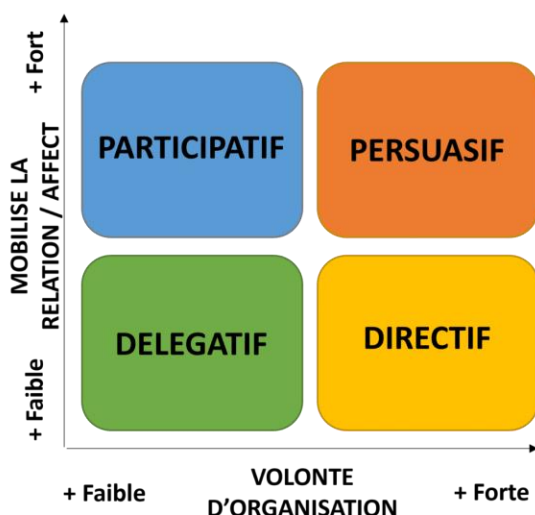 + Fort
MOBILISE LA
RELATION / AFFECT
+ Faible
PARTICIPATIF
PERSUASIF
DELEGATIF
DIRECTIF
+ Faible
VOLONTE
D'ORGANISATION
+ Forte